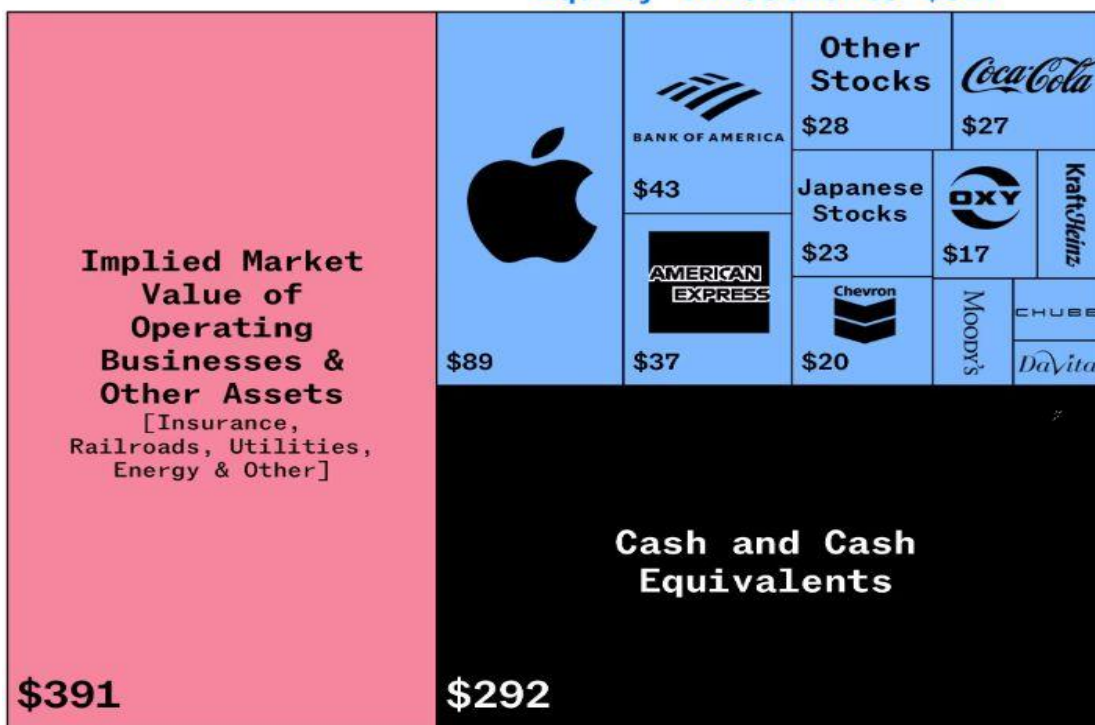 Implied Market
Value of
Operating
Businesses &
Other Assets
[Insurance,
Railroads, Utilities,
Energy & Other]
$391
$89
BANK OF AMERICA
$43
AMERICAN
EXPRESS
$37
Other
Stocks
$28
Coca-Cola
$27
Japanese
Stocks
$23
OXY
$17
KraftHeinz
Chevron
$20
MOODY'S
CHUBB
DaVita
Cash and Cash
Equivalents
$292